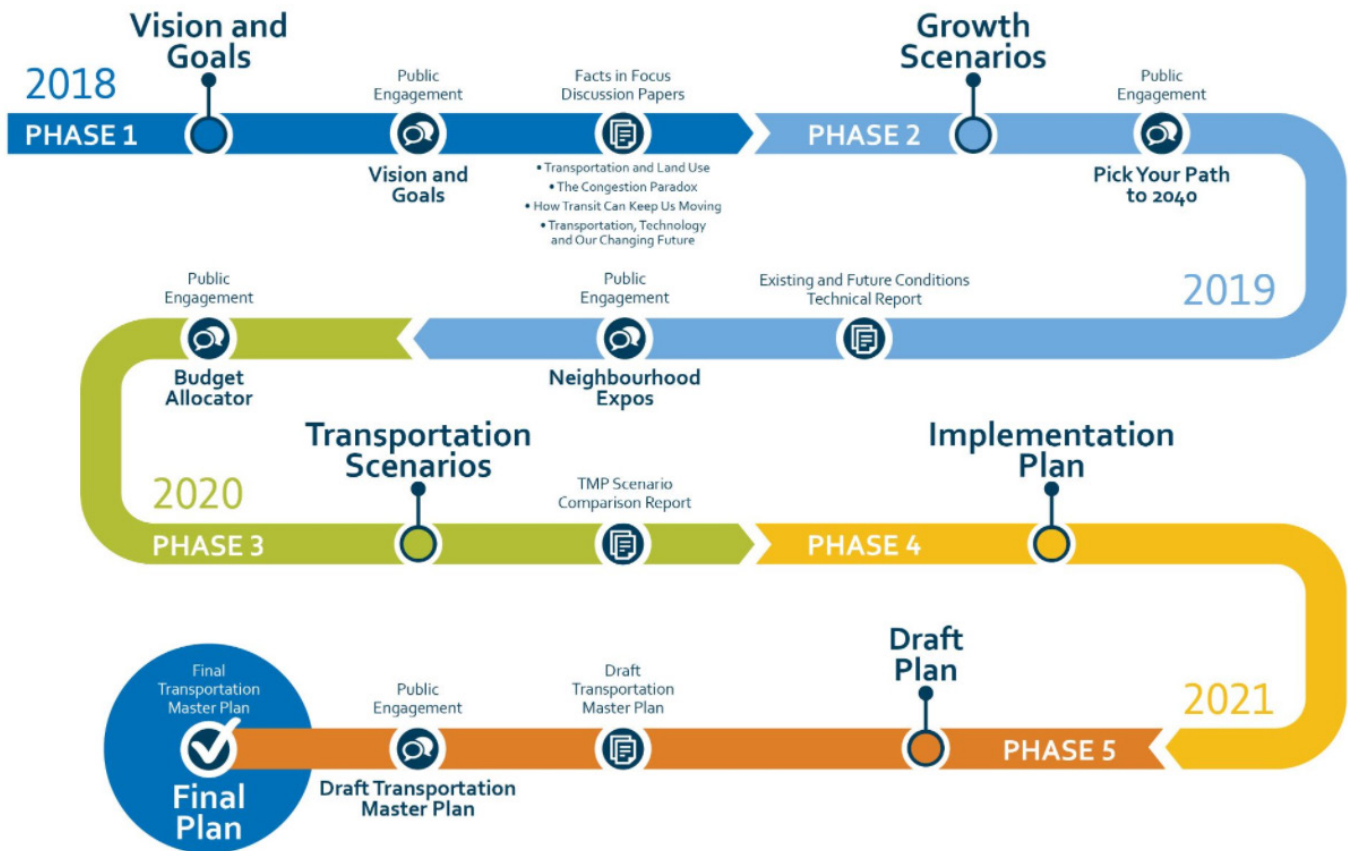 Vision and
Goals
2018
PHASE 1
Public
Engagement
Vision and
Goals
Facts in Focus
Discussion Papers
• Transportation and Land Use
• The Congestion Paradox
• How Transit Can Keep Us Moving
• Transportation, Technology
and Our Changing Future
PHASE 2
Growth
Scenarios
Public
Engagement
Pick Your Path
to 2040
2019
Existing and Future Conditions
Technical Report
Public
Engagement
Neighbourhood
Expos
Public
Engagement
Budget
Allocator
2020
PHASE 3
Transportation
Scenarios
TMP Scenario
Comparison Report
PHASE 4
Implementation
Plan
2021
PHASE 5
Draft
Plan
Draft
Transportation
Master Plan
Public
Engagement
Draft Transportation
Master Plan
Final
Transportation
Master Plan
Final
Plan